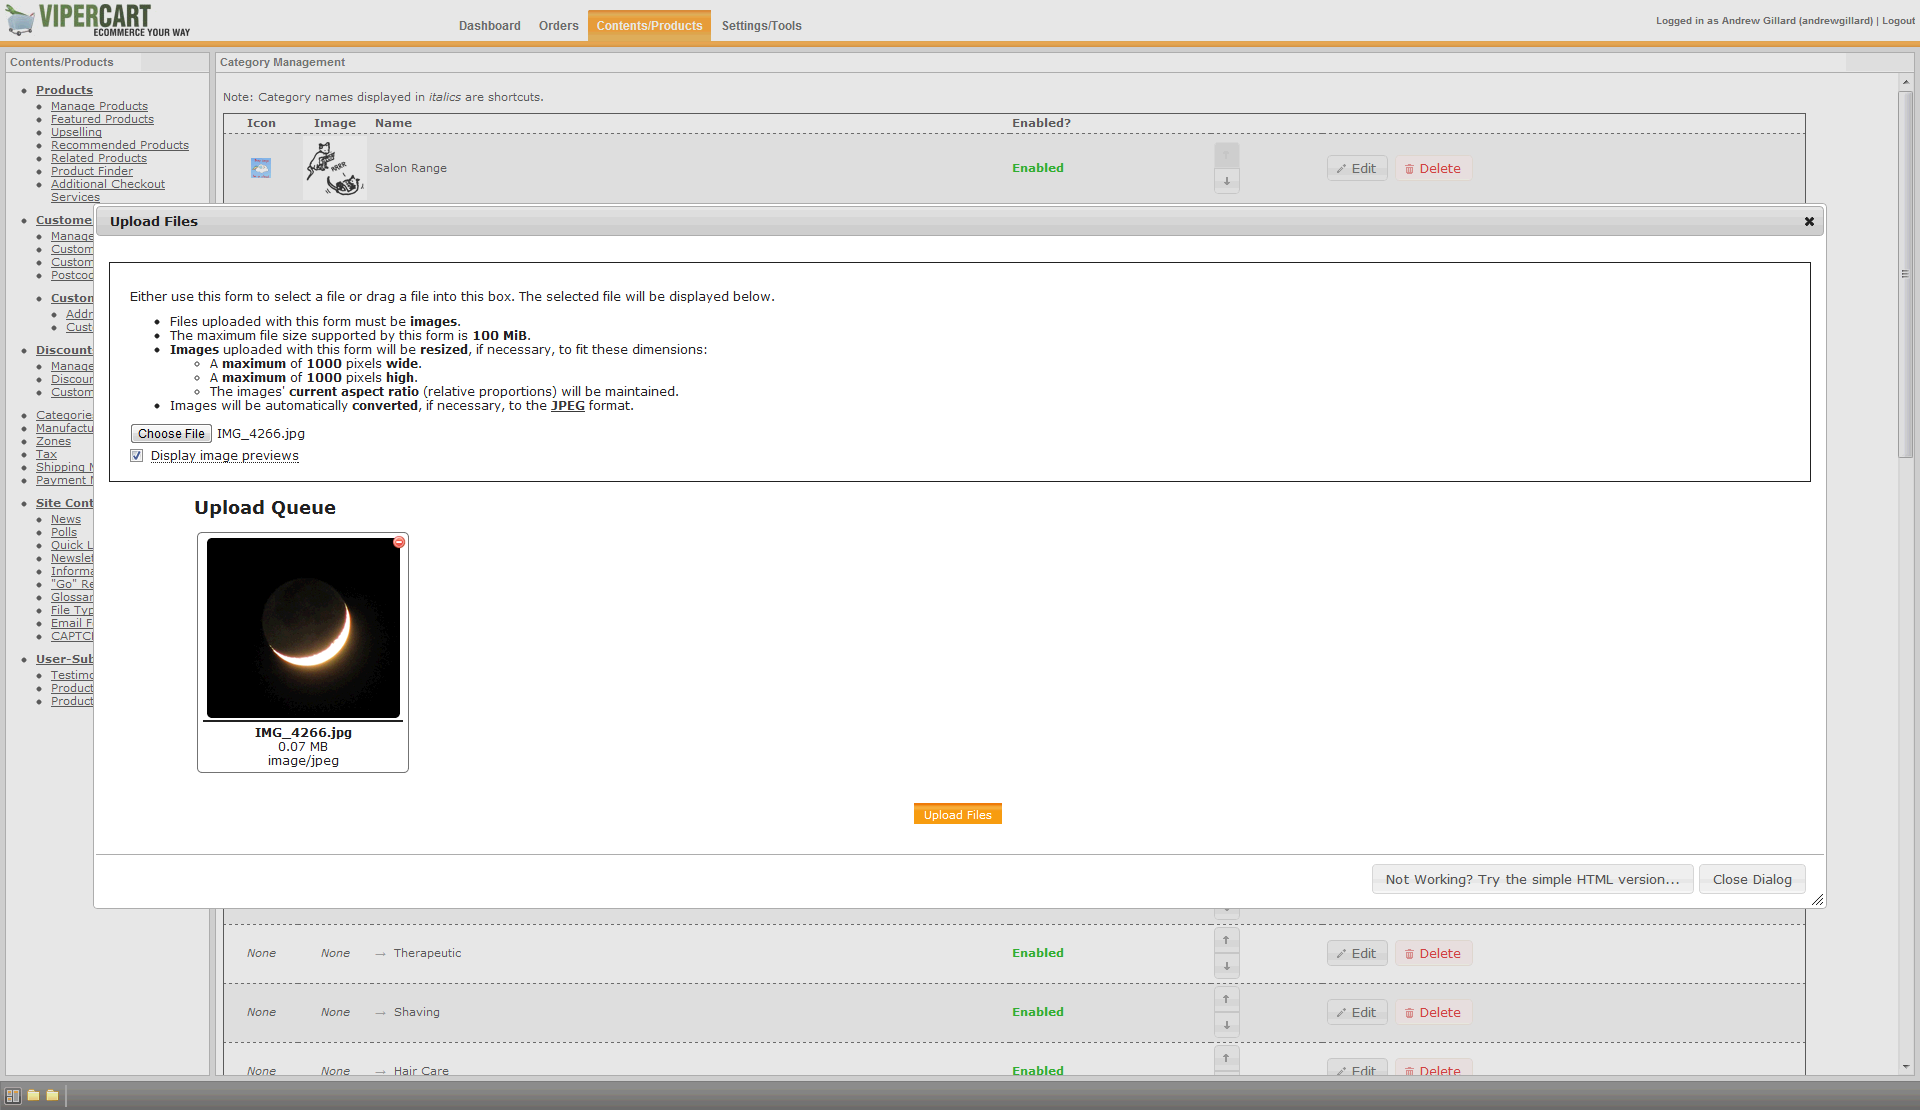 VIPERCART
ECOMMERCE YOUR WAY
Dashboard Orders Contents/Products Settings/Tools
Logged in as Andrew Gillard (andrewgillard) | Logout
Contents/Products
Products
Manage Products
Featured Products
Upselling
Recommended Products
Related Products
Product Finder
Additional Checkout
Services
Custome
Manage
Custom
Custom
Postcod
Custon
Addr
Custo
Discount
Manage
Discour
Custom
Categorie
Manufactu
Zones
Tax
Shipping M
Payment M
Site Cont
News
Polls
Quick L
Newslet
Informa
"Go" Re
Glossar
File Typ
Email F
CAPTCH
User-Sub
Testimo
Product
Product
Category Management
Note: Category names displayed in italics are shortcuts.
Icon Image Name Enabled?
Salon Range Enabled Edit Delete
Upload Files
Either use this form to select a file or drag a file into this box. The selected file will be displayed below.
Files uploaded with this form must be images.
The maximum file size supported by this form is 100 MiB.
Images uploaded with this form will be resized, if necessary, to fit these dimensions:
A maximum of 1000 pixels wide.
A maximum of 1000 pixels high.
The images' current aspect ratio (relative proportions) will be maintained.
Images will be automatically converted, if necessary, to the JPEG format.
Choose File IMG_4266.jpg
Display image previews
Upload Queue
IMG_4266.jpg
0.07 MB
image/jpeg
Upload Files
Not Working? Try the simple HTML version... Close Dialog
None None → Therapeutic Enabled Edit Delete
None None → Shaving Enabled Edit Delete
None None → Hair Care Enabled Edit Delete